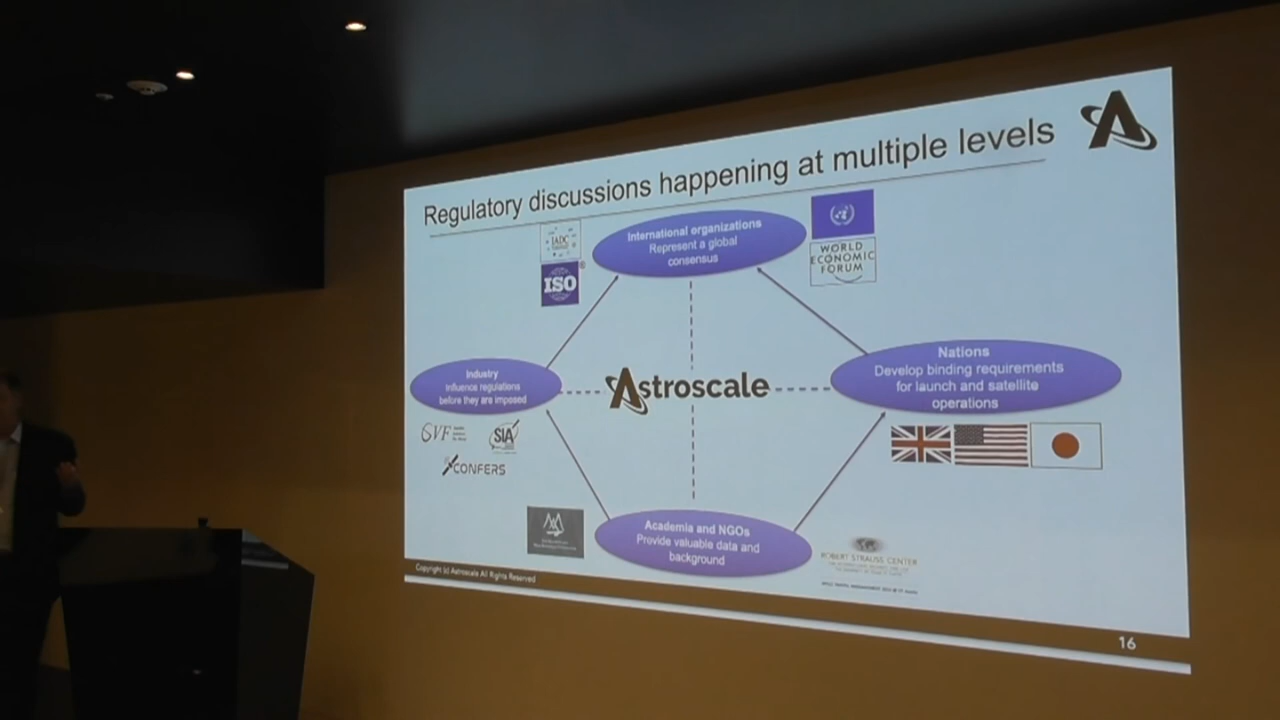 Regulatory discussions happening at multiple levels
International organizations
Represent a global
consensus
IADC
ISO
WORLD
ECONOMIC
FORUM
Industry
Influence regulations
before they are imposed
Astroscale
Nations
Develop binding requirements
for launch and satellite
operations
SVF
SIA
CONFERS
Academia and NGOs
Provide valuable data and
background
ROBERT STRAUSS CENTER
Copyright (c) Astroscale All Rights Reserved
16